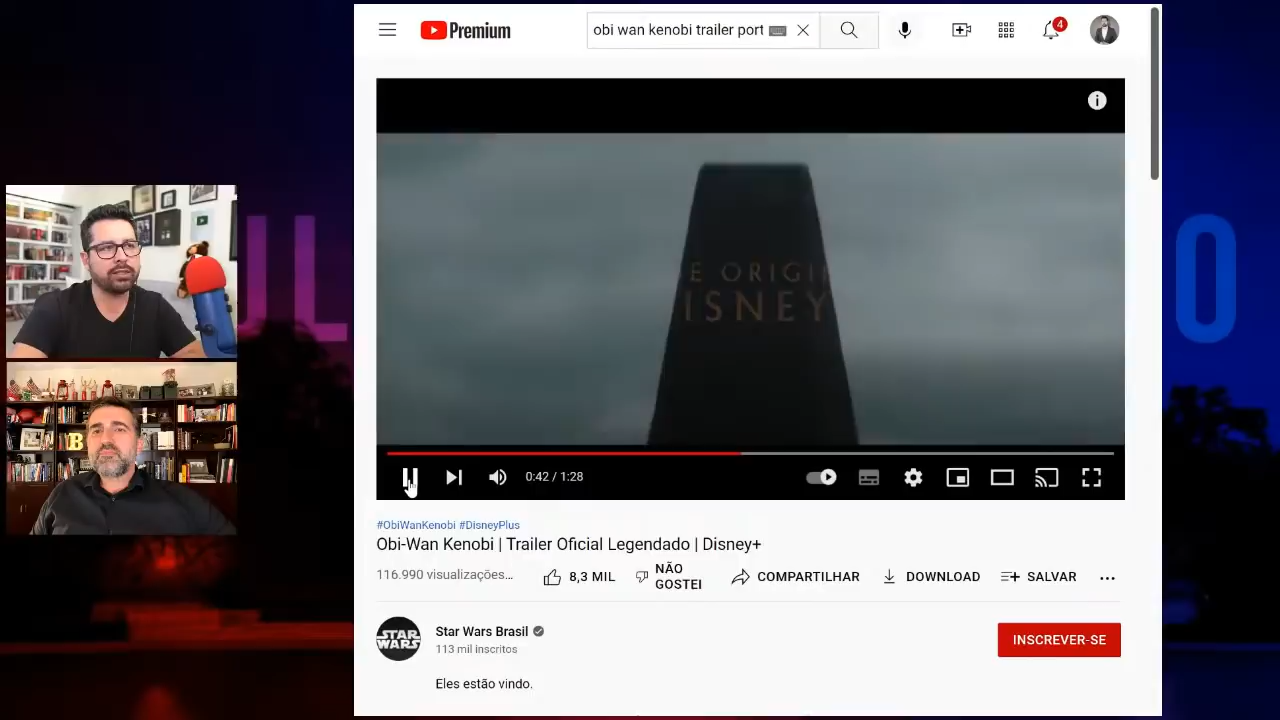 Premium
obi wan kenobi trailer port
4
E ORIGI
ISNEY
0:42 / 1:28
#ObiWanKenobi #DisneyPlus
Obi-Wan Kenobi | Trailer Oficial Legendado | Disney+
116.990 visualizações...
8,3 MIL
NÃO
GOSTEI
COMPARTILHAR
DOWNLOAD
SALVAR
STAR
WARS
Star Wars Brasil
113 mil inscritos
INSCREVER-SE
Eles estão vindo.
B
O